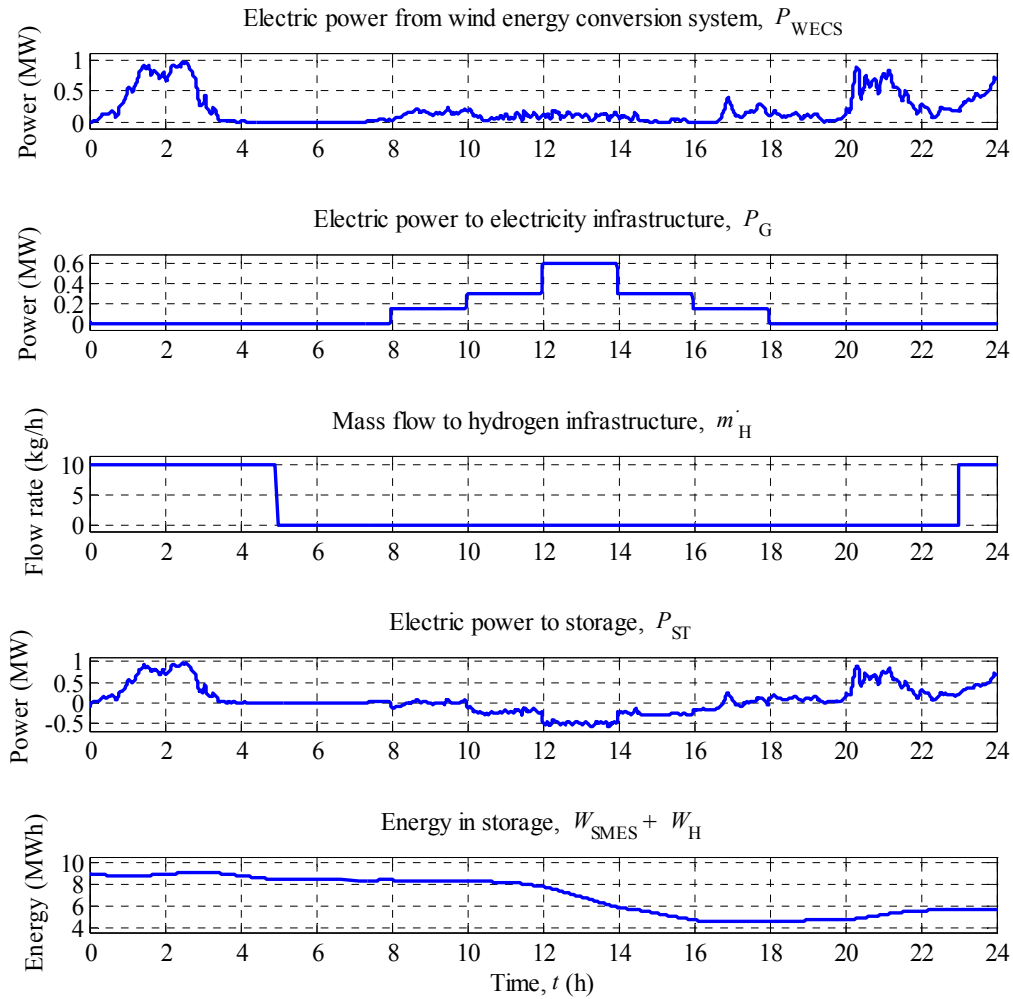 Electric power from wind energy conversion system, P_WECS
Power (MW)
1
0.5
0
0 2 4 6 8 10 12 14 16 18 20 22 24
Electric power to electricity infrastructure, P_G
Power (MW)
0.6
0.4
0.2
0
0 2 4 6 8 10 12 14 16 18 20 22 24
Mass flow to hydrogen infrastructure, ṁ_H
Flow rate (kg/h)
10
5
0
0 2 4 6 8 10 12 14 16 18 20 22 24
Electric power to storage, P_ST
Power (MW)
1
0.5
0
-0.5
0 2 4 6 8 10 12 14 16 18 20 22 24
Energy in storage, W_SMES + W_H
Energy (MWh)
10
8
6
4
0 2 4 6 8 10 12 14 16 18 20 22 24
Time, t (h)